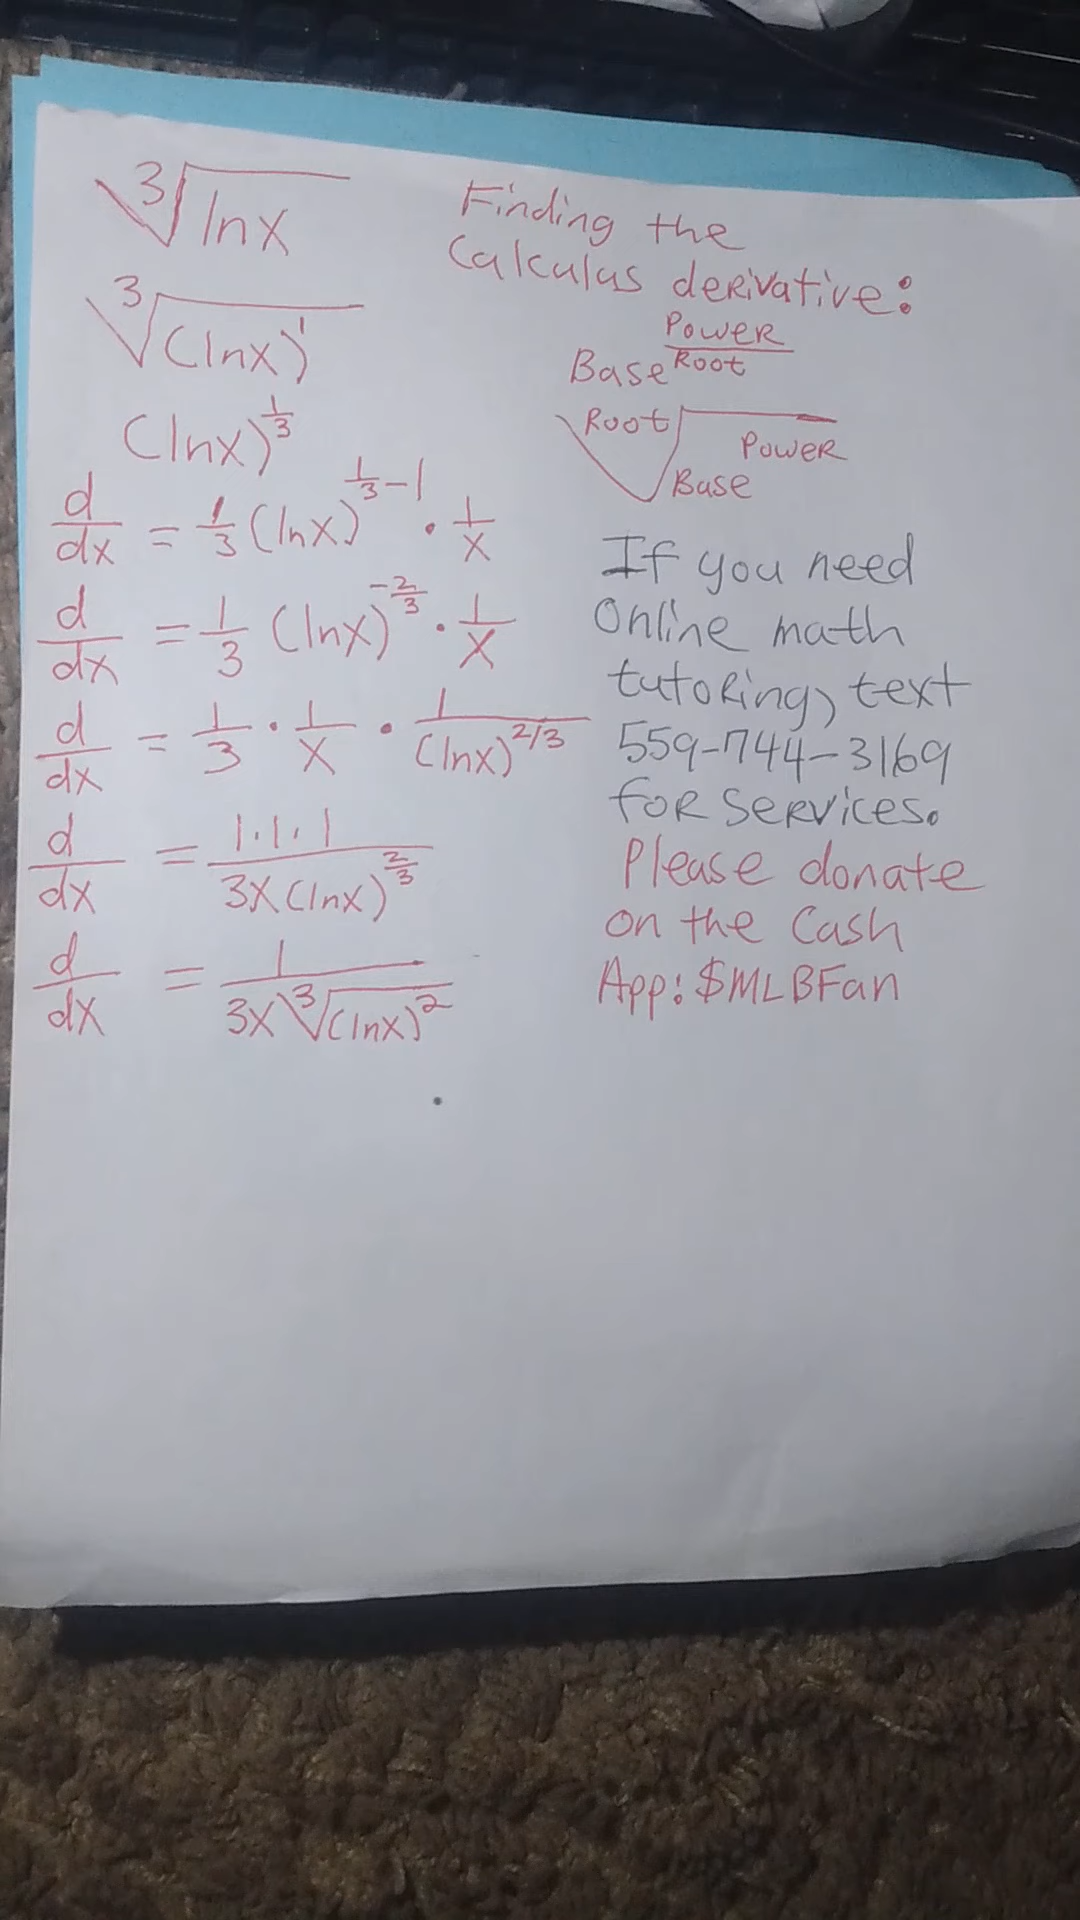 ∛lnx
∛(lnx)¹
(lnx)^(1/3)
d/dx = 1/3 (lnx)^(1/3 - 1) · 1/x
d/dx = 1/3 (lnx)^(-2/3) · 1/x
d/dx = 1/3 · 1/x · 1/(lnx)^(2/3)
d/dx = 1·1·1/3x(lnx)^(2/3)
d/dx = 1/3x∛(lnx)²
Finding the
Calculus derivative:
Power
Base Root
Root
Power
Base
If you need
Online math
tutoring, text
559-744-3169
for services.
Please donate
on the Cash
App: $MLBFan